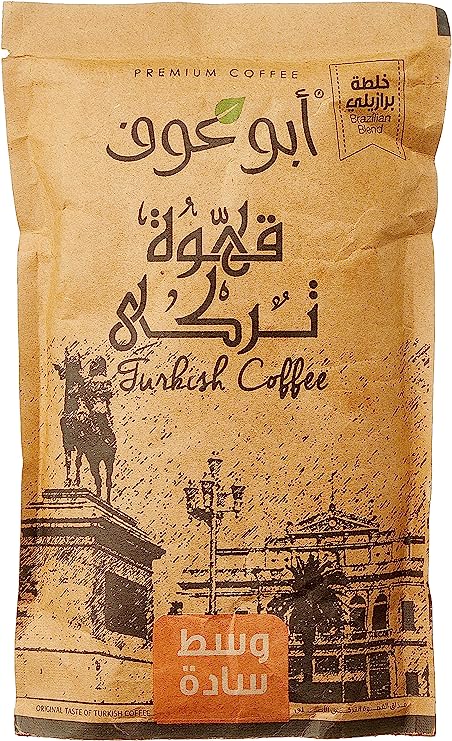 PREMIUM COFFEE
خلطة
برازيلي
Brazilian
Blend
أبو عوف
قهوة
تركي
Turkish Coffee
وسط
سادة
ORIGINAL TASTE OF TURKISH COFFEE